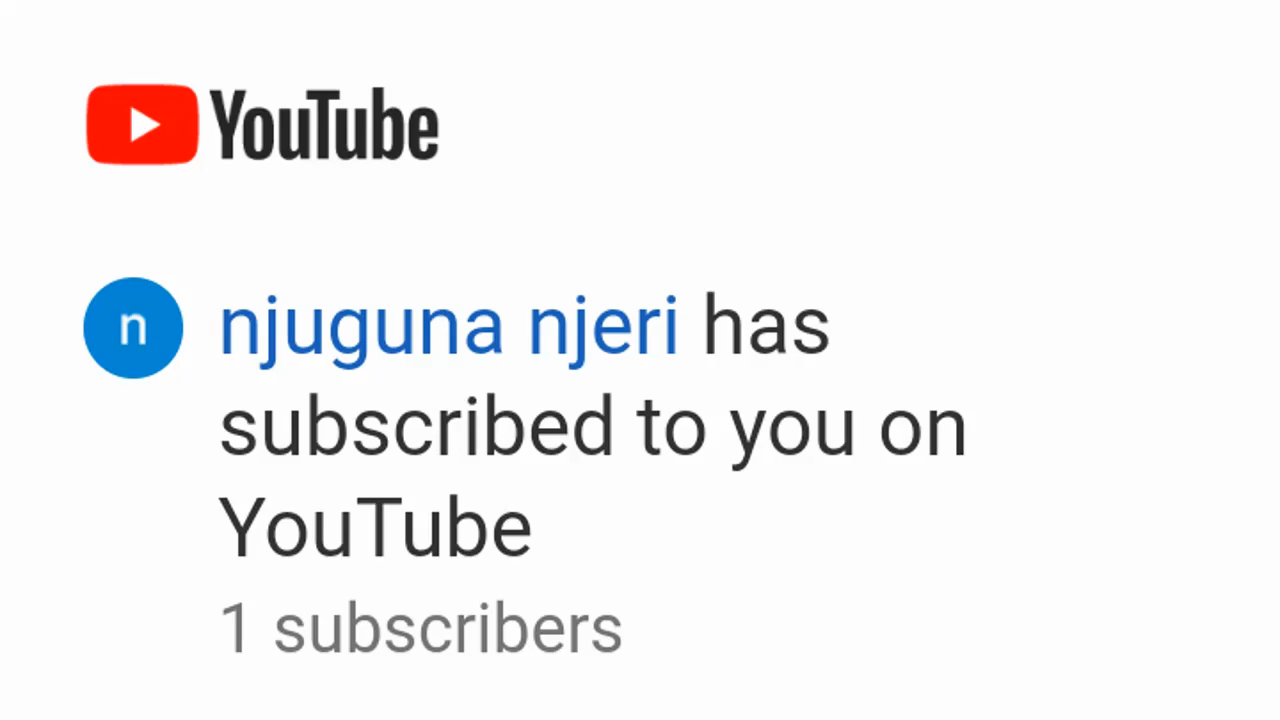 YouTube
n
njuguna njeri has
subscribed to you on
YouTube
1 subscribers